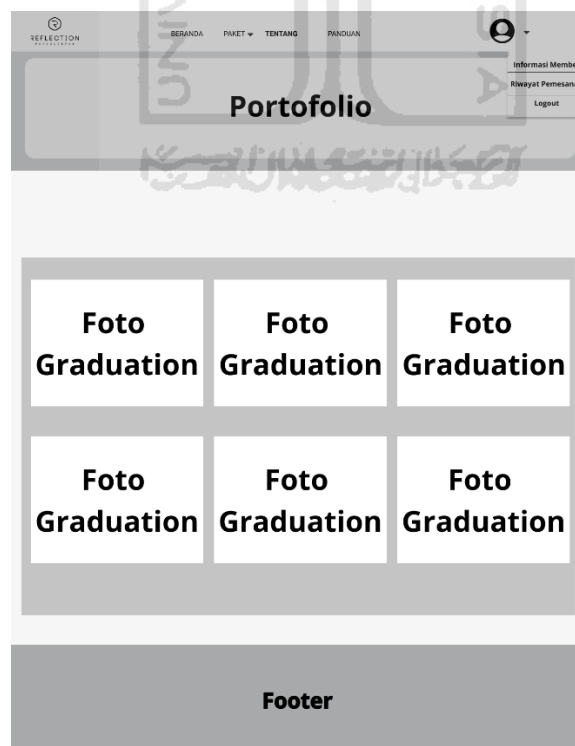 REFLECTION
BERANDA PAKET TENTANG PANDUAN
Informasi Membe
Riwayat Pemesana
Logout
Portofolio
Foto Graduation
Foto Graduation
Foto Graduation
Foto Graduation
Foto Graduation
Foto Graduation
Footer